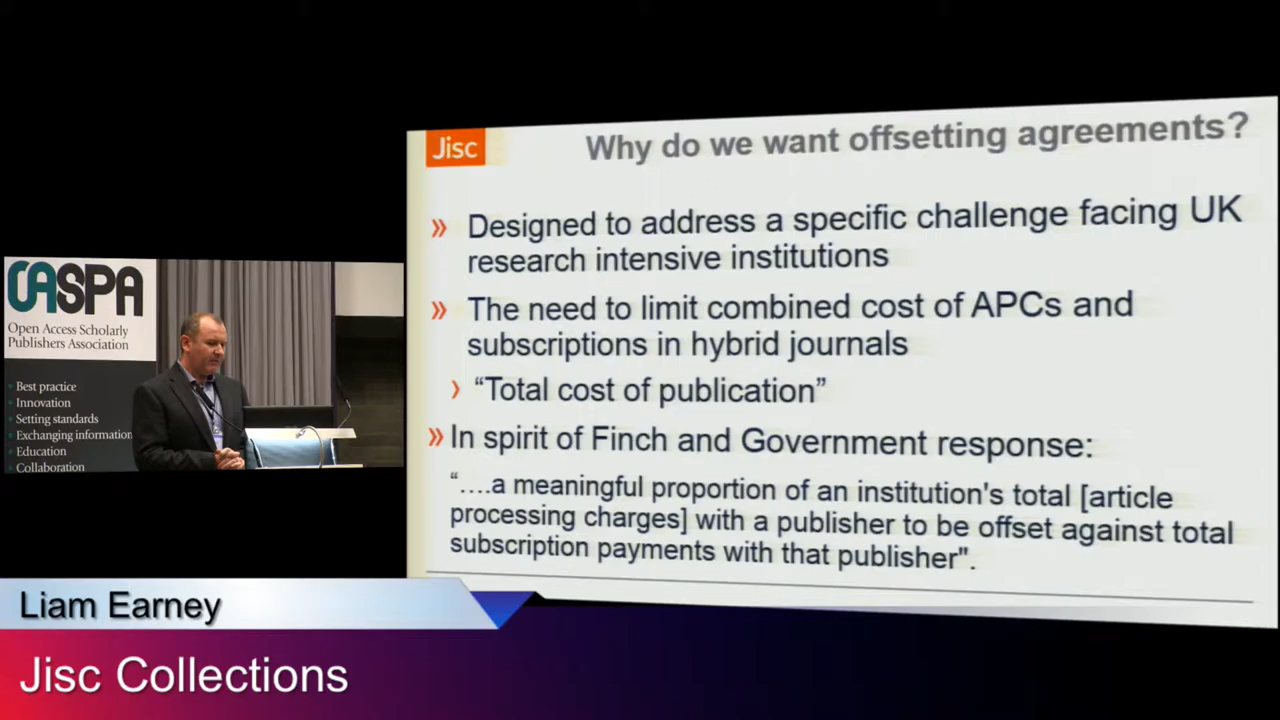 OASPA
Open Access Scholarly
Publishers Association
Best practice
Innovation
Setting standards
Exchanging information
Education
Collaboration
Jisc
Why do we want offsetting agreements?
» Designed to address a specific challenge facing UK
research intensive institutions
» The need to limit combined cost of APCs and
subscriptions in hybrid journals
› “Total cost of publication”
» In spirit of Finch and Government response:
“....a meaningful proportion of an institution's total [article
processing charges] with a publisher to be offset against total
subscription payments with that publisher".
Liam Earney
Jisc Collections